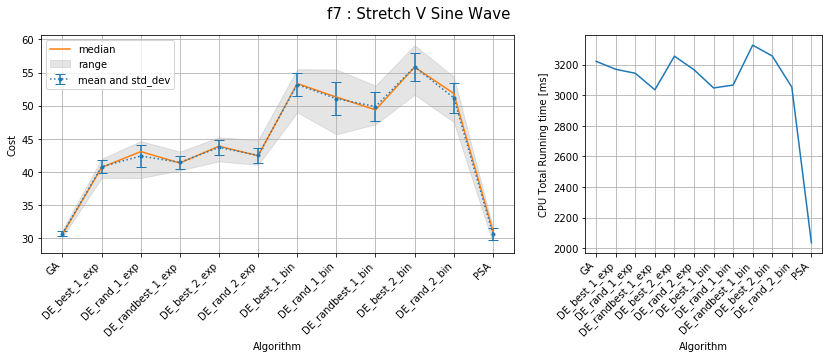 f7 : Stretch V Sine Wave
60
55
50
45
40
35
30
Cost
median
range
mean and std_dev
GA
DE_best_1_exp
DE_rand_1_exp
DE_randbest_1_exp
DE_best_2_exp
DE_rand_2_exp
DE_best_1_bin
DE_rand_1_bin
DE_randbest_1_bin
DE_best_2_bin
DE_rand_2_bin
PSA
Algorithm
3200
3000
2800
2600
2400
2200
2000
CPU Total Running time [ms]
GA
DE_best_1_exp
DE_rand_1_exp
DE_randbest_1_exp
DE_best_2_exp
DE_rand_2_exp
DE_best_1_bin
DE_rand_1_bin
DE_randbest_1_bin
DE_best_2_bin
DE_rand_2_bin
PSA
Algorithm